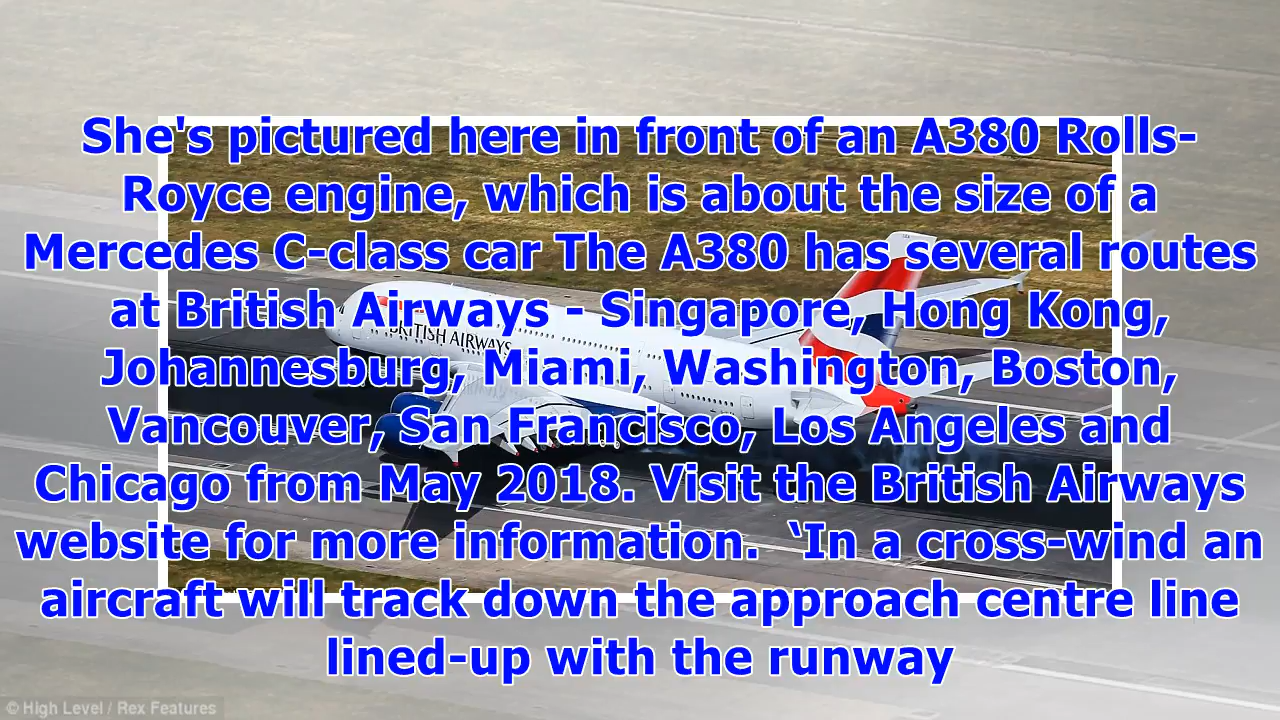 She's pictured here in front of an A380 Rolls-
Royce engine, which is about the size of a
Mercedes C-class car The A380 has several routes
at British Airways - Singapore, Hong Kong,
Johannesburg, Miami, Washington, Boston,
Vancouver, San Francisco, Los Angeles and
Chicago from May 2018. Visit the British Airways
website for more information.  ‘In a cross-wind an
aircraft will track down the approach centre line
lined-up with the runway
BRITISH AIRWAYS
© High Level / Rex Features